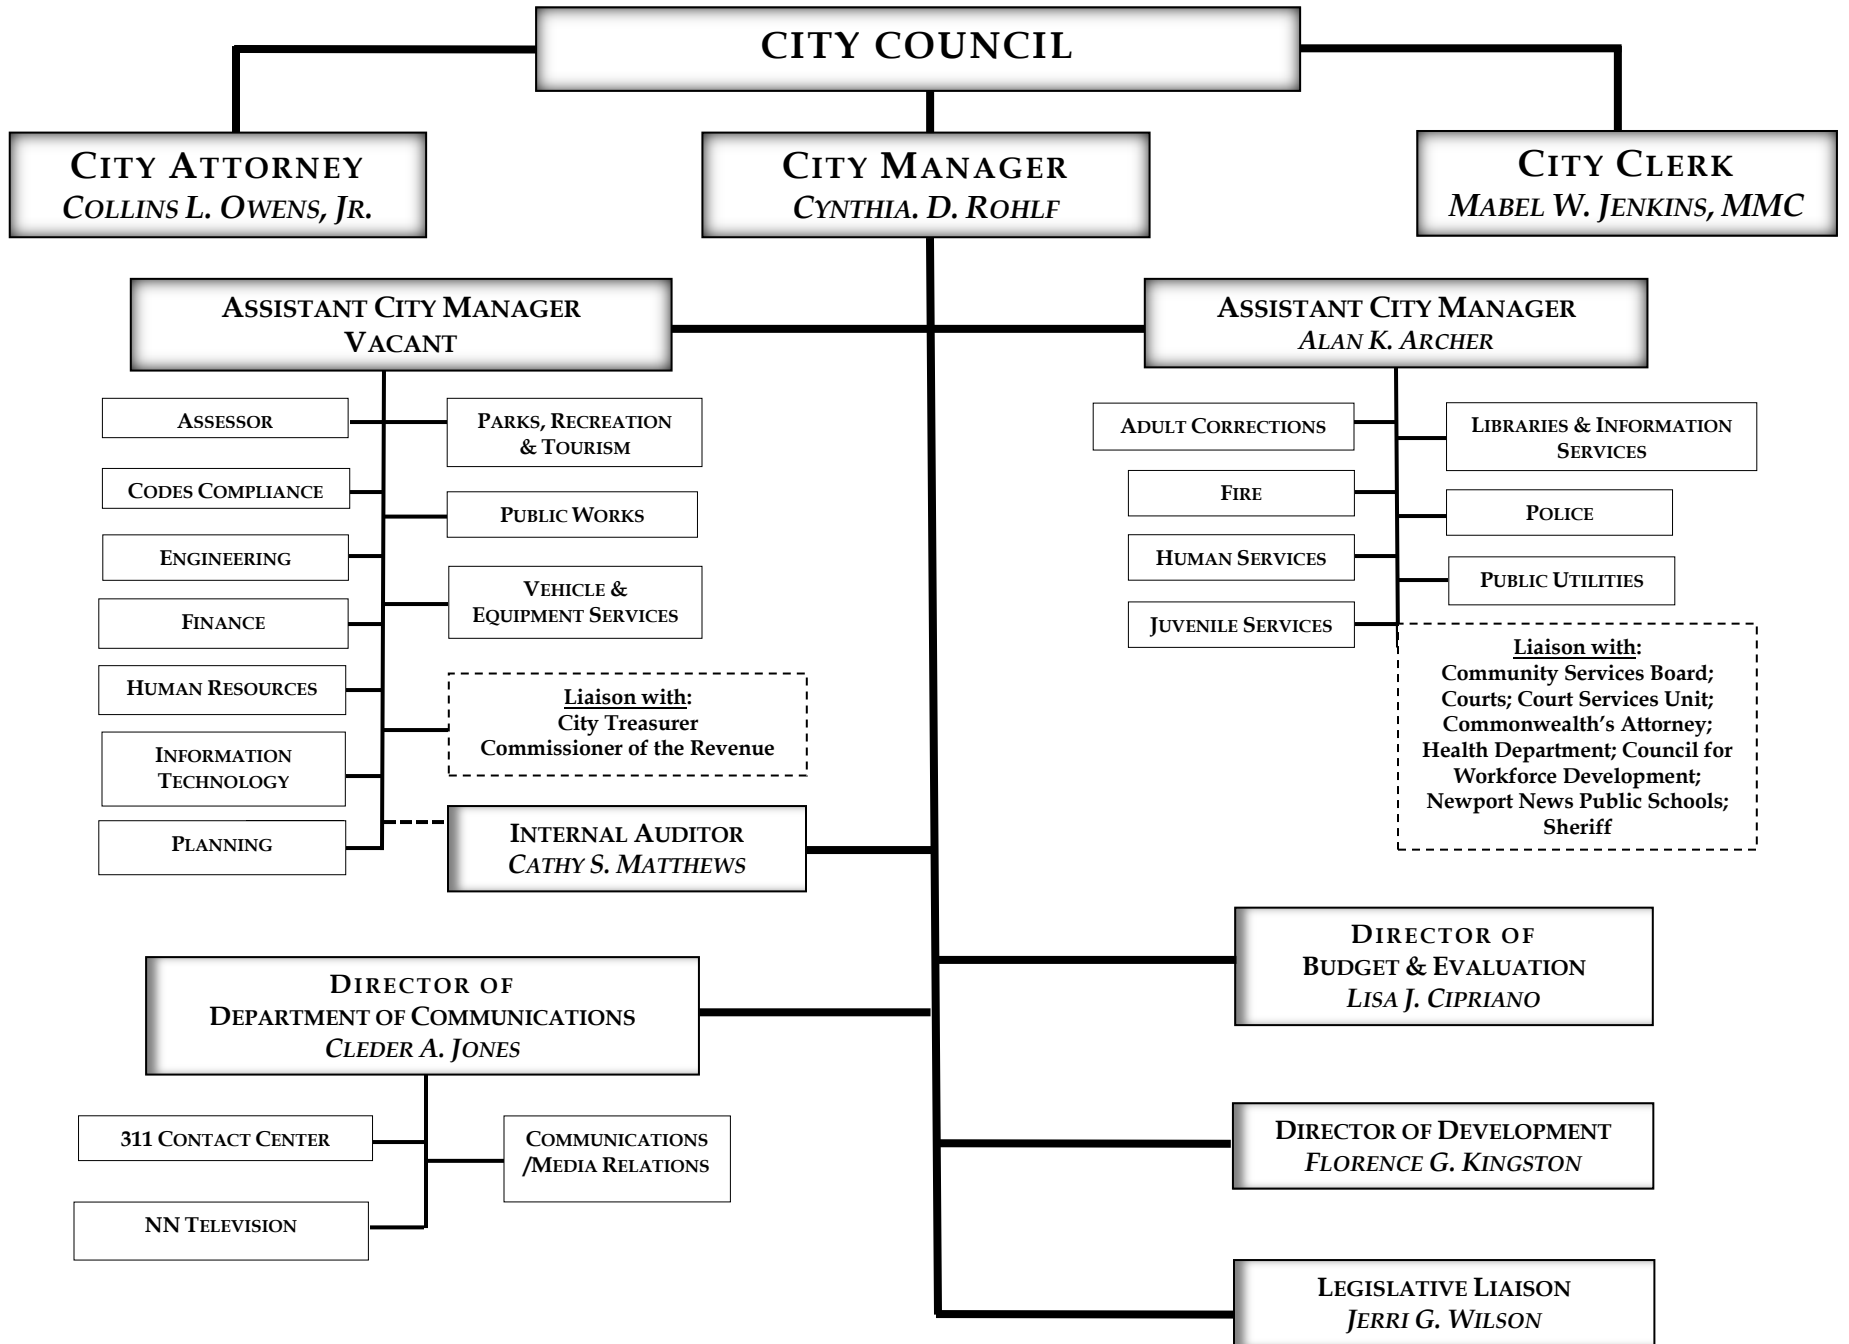 CITY COUNCIL
CITY ATTORNEY
COLLINS L. OWENS, JR.
CITY MANAGER
CYNTHIA. D. ROHLF
CITY CLERK
MABEL W. JENKINS, MMC
ASSISTANT CITY MANAGER
VACANT
ASSESSOR
CODES COMPLIANCE
ENGINEERING
FINANCE
HUMAN RESOURCES
INFORMATION
TECHNOLOGY
PLANNING
PARKS, RECREATION
& TOURISM
PUBLIC WORKS
VEHICLE &
EQUIPMENT SERVICES
Liaison with:
City Treasurer
Commissioner of the Revenue
INTERNAL AUDITOR
CATHY S. MATTHEWS
ASSISTANT CITY MANAGER
ALAN K. ARCHER
ADULT CORRECTIONS
FIRE
HUMAN SERVICES
JUVENILE SERVICES
LIBRARIES & INFORMATION
SERVICES
POLICE
PUBLIC UTILITIES
Liaison with:
Community Services Board;
Courts; Court Services Unit;
Commonwealth's Attorney;
Health Department; Council for
Workforce Development;
Newport News Public Schools;
Sheriff
DIRECTOR OF
DEPARTMENT OF COMMUNICATIONS
CLEDER A. JONES
311 CONTACT CENTER
NN TELEVISION
COMMUNICATIONS
/MEDIA RELATIONS
DIRECTOR OF
BUDGET & EVALUATION
LISA J. CIPRIANO
DIRECTOR OF DEVELOPMENT
FLORENCE G. KINGSTON
LEGISLATIVE LIAISON
JERRI G. WILSON